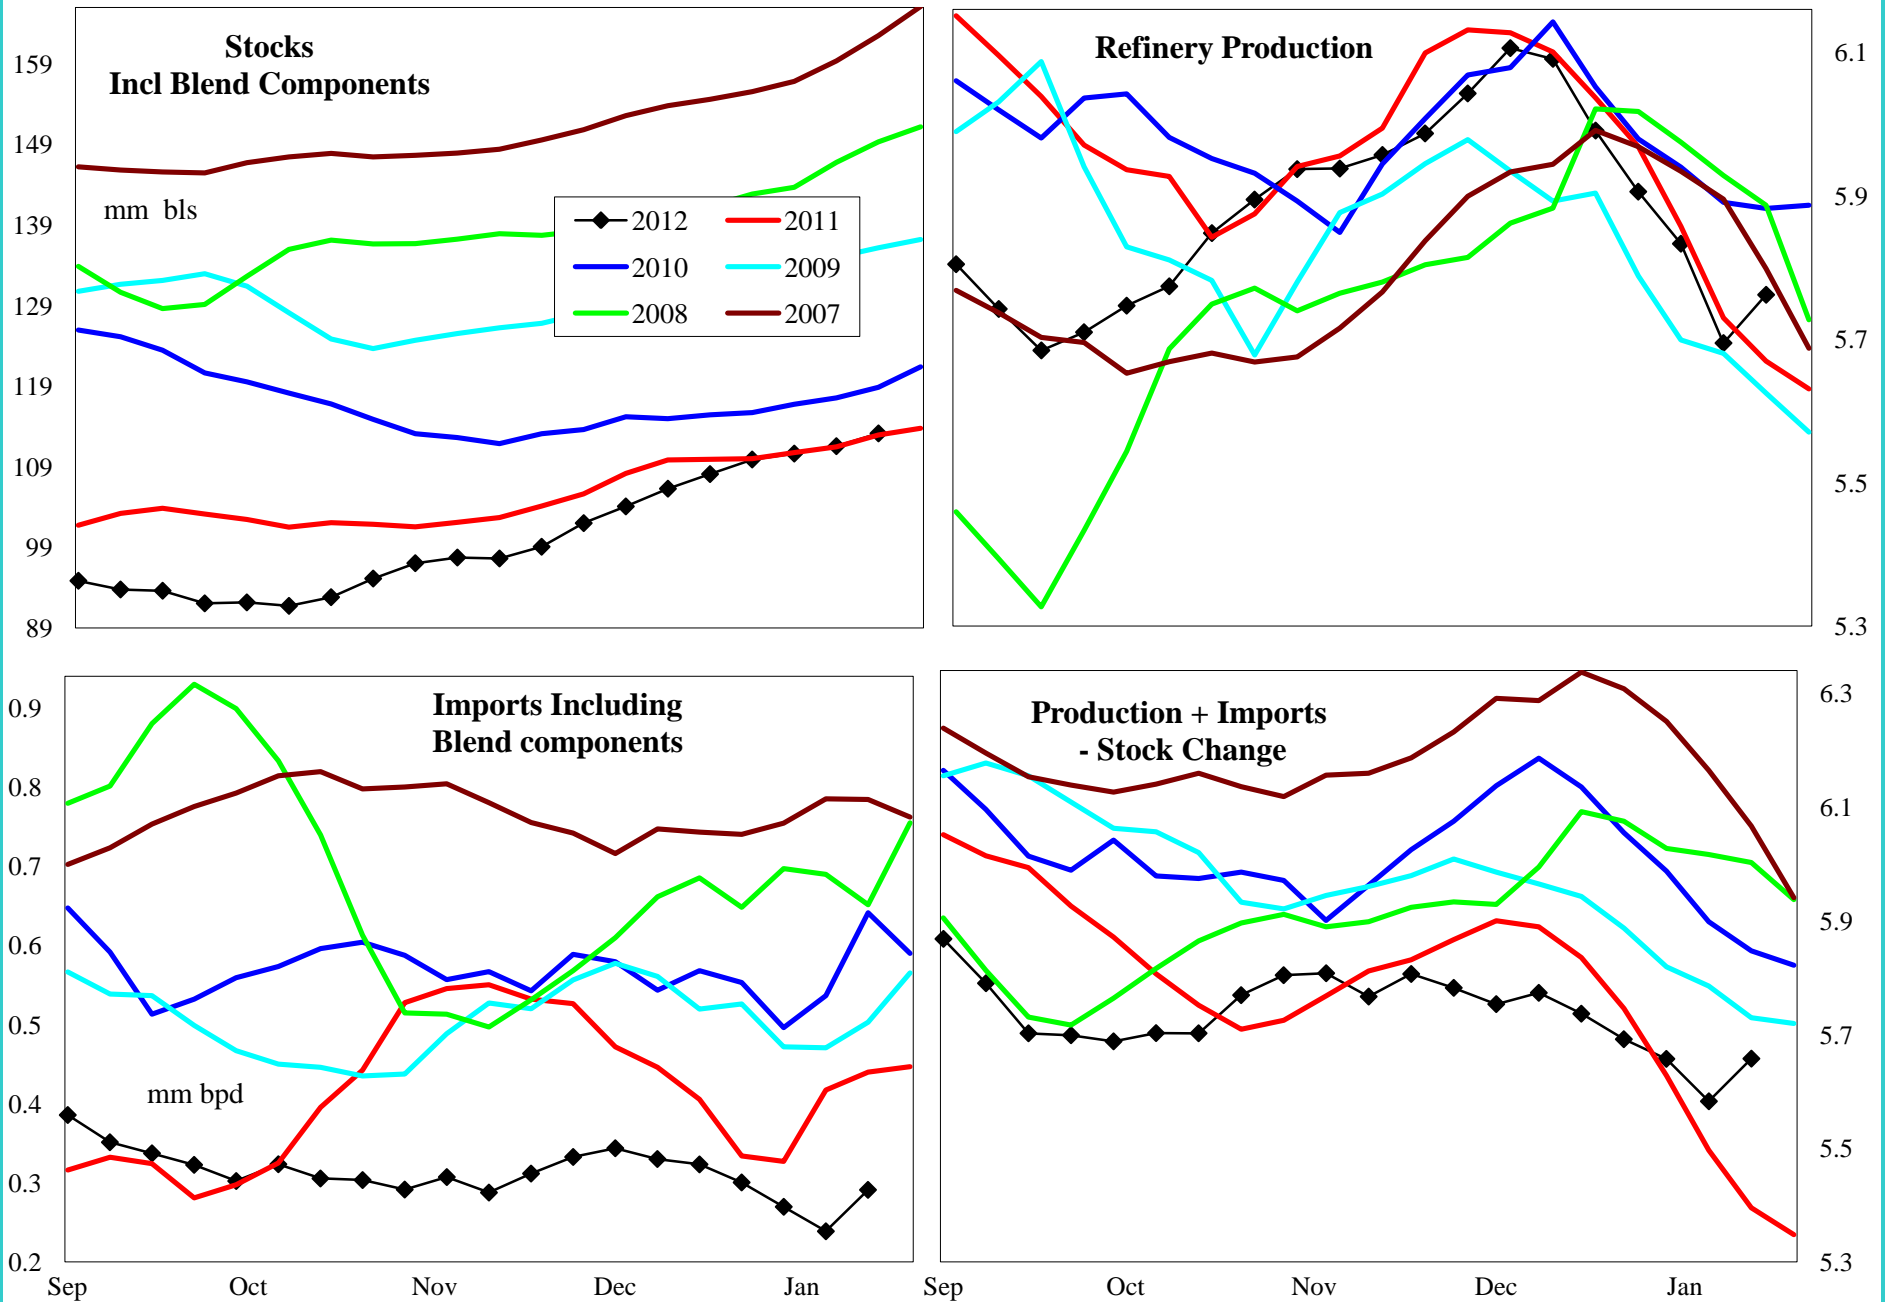 Stocks
Incl Blend Components
159
149
139
129
119
109
99
89
mm bls
2012 2011
2010 2009
2008 2007
Refinery Production
6.1
5.9
5.7
5.5
5.3
Imports Including
Blend components
0.9
0.8
0.7
0.6
0.5
0.4
0.3
0.2
mm bpd
Sep Oct Nov Dec Jan
Production + Imports
- Stock Change
6.3
6.1
5.9
5.7
5.5
5.3
Sep Oct Nov Dec Jan